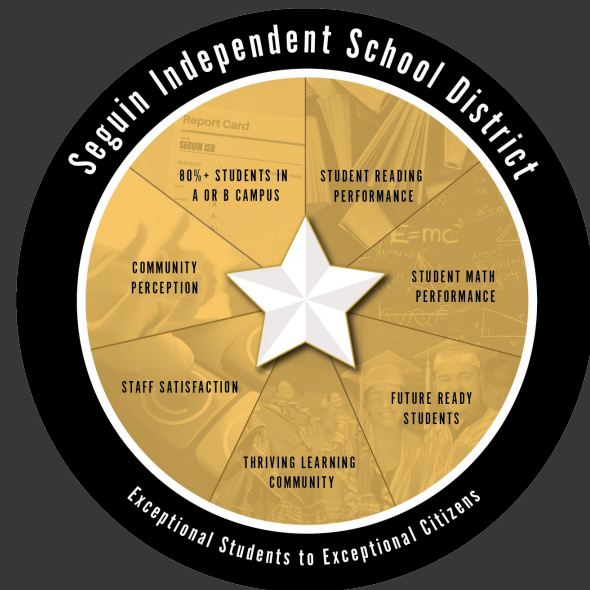 Seguin Independent School District
Report Card
SEGUIN ISD
80%+ STUDENTS IN
A OR B CAMPUS
STUDENT READING
PERFORMANCE
E=mc²
COMMUNITY
PERCEPTION
STUDENT MATH
PERFORMANCE
STAFF SATISFACTION
FUTURE READY
STUDENTS
THRIVING LEARNING
COMMUNITY
Exceptional Students to Exceptional Citizens